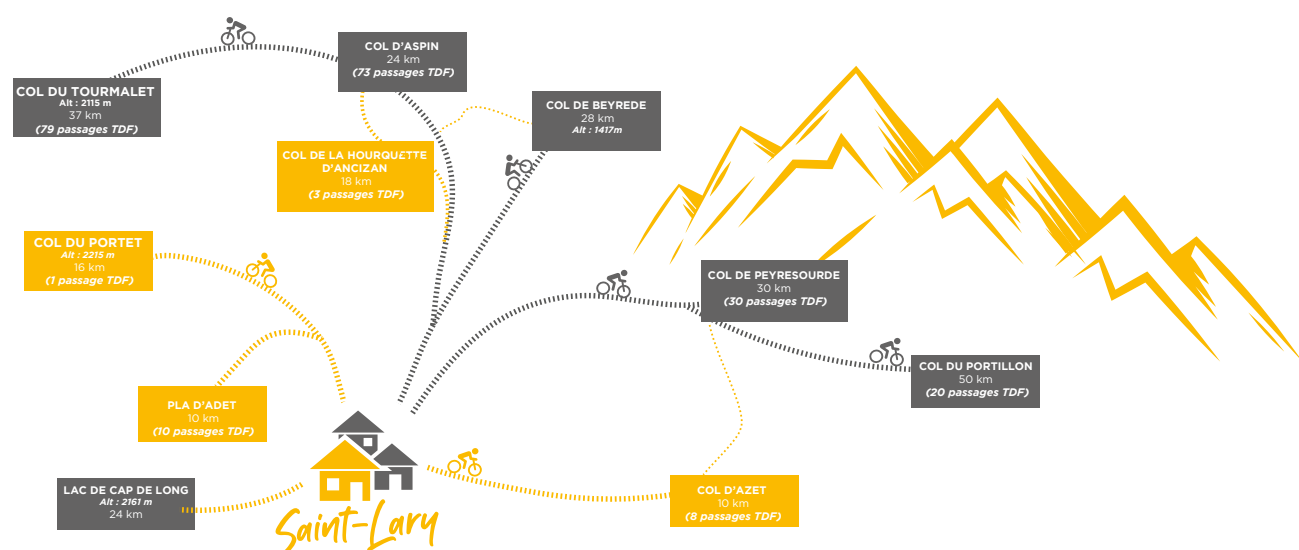 COL D'ASPIN
24 km
(73 passages TDF)
COL DU TOURMALET
Alt : 2115 m
37 km
(79 passages TDF)
COL DE BEYREDE
28 km
Alt : 1417m
COL DE LA HOURQUETTE
D'ANCIZAN
18 km
(3 passages TDF)
COL DU PORTET
Alt : 2215 m
16 km
(1 passage TDF)
COL DE PEYRESOURDE
30 km
(30 passages TDF)
COL DU PORTILLON
50 km
(20 passages TDF)
PLA D'ADET
10 km
(10 passages TDF)
LAC DE CAP DE LONG
Alt : 2161 m
24 km
COL D'AZET
10 km
(8 passages TDF)
Saint-Lary